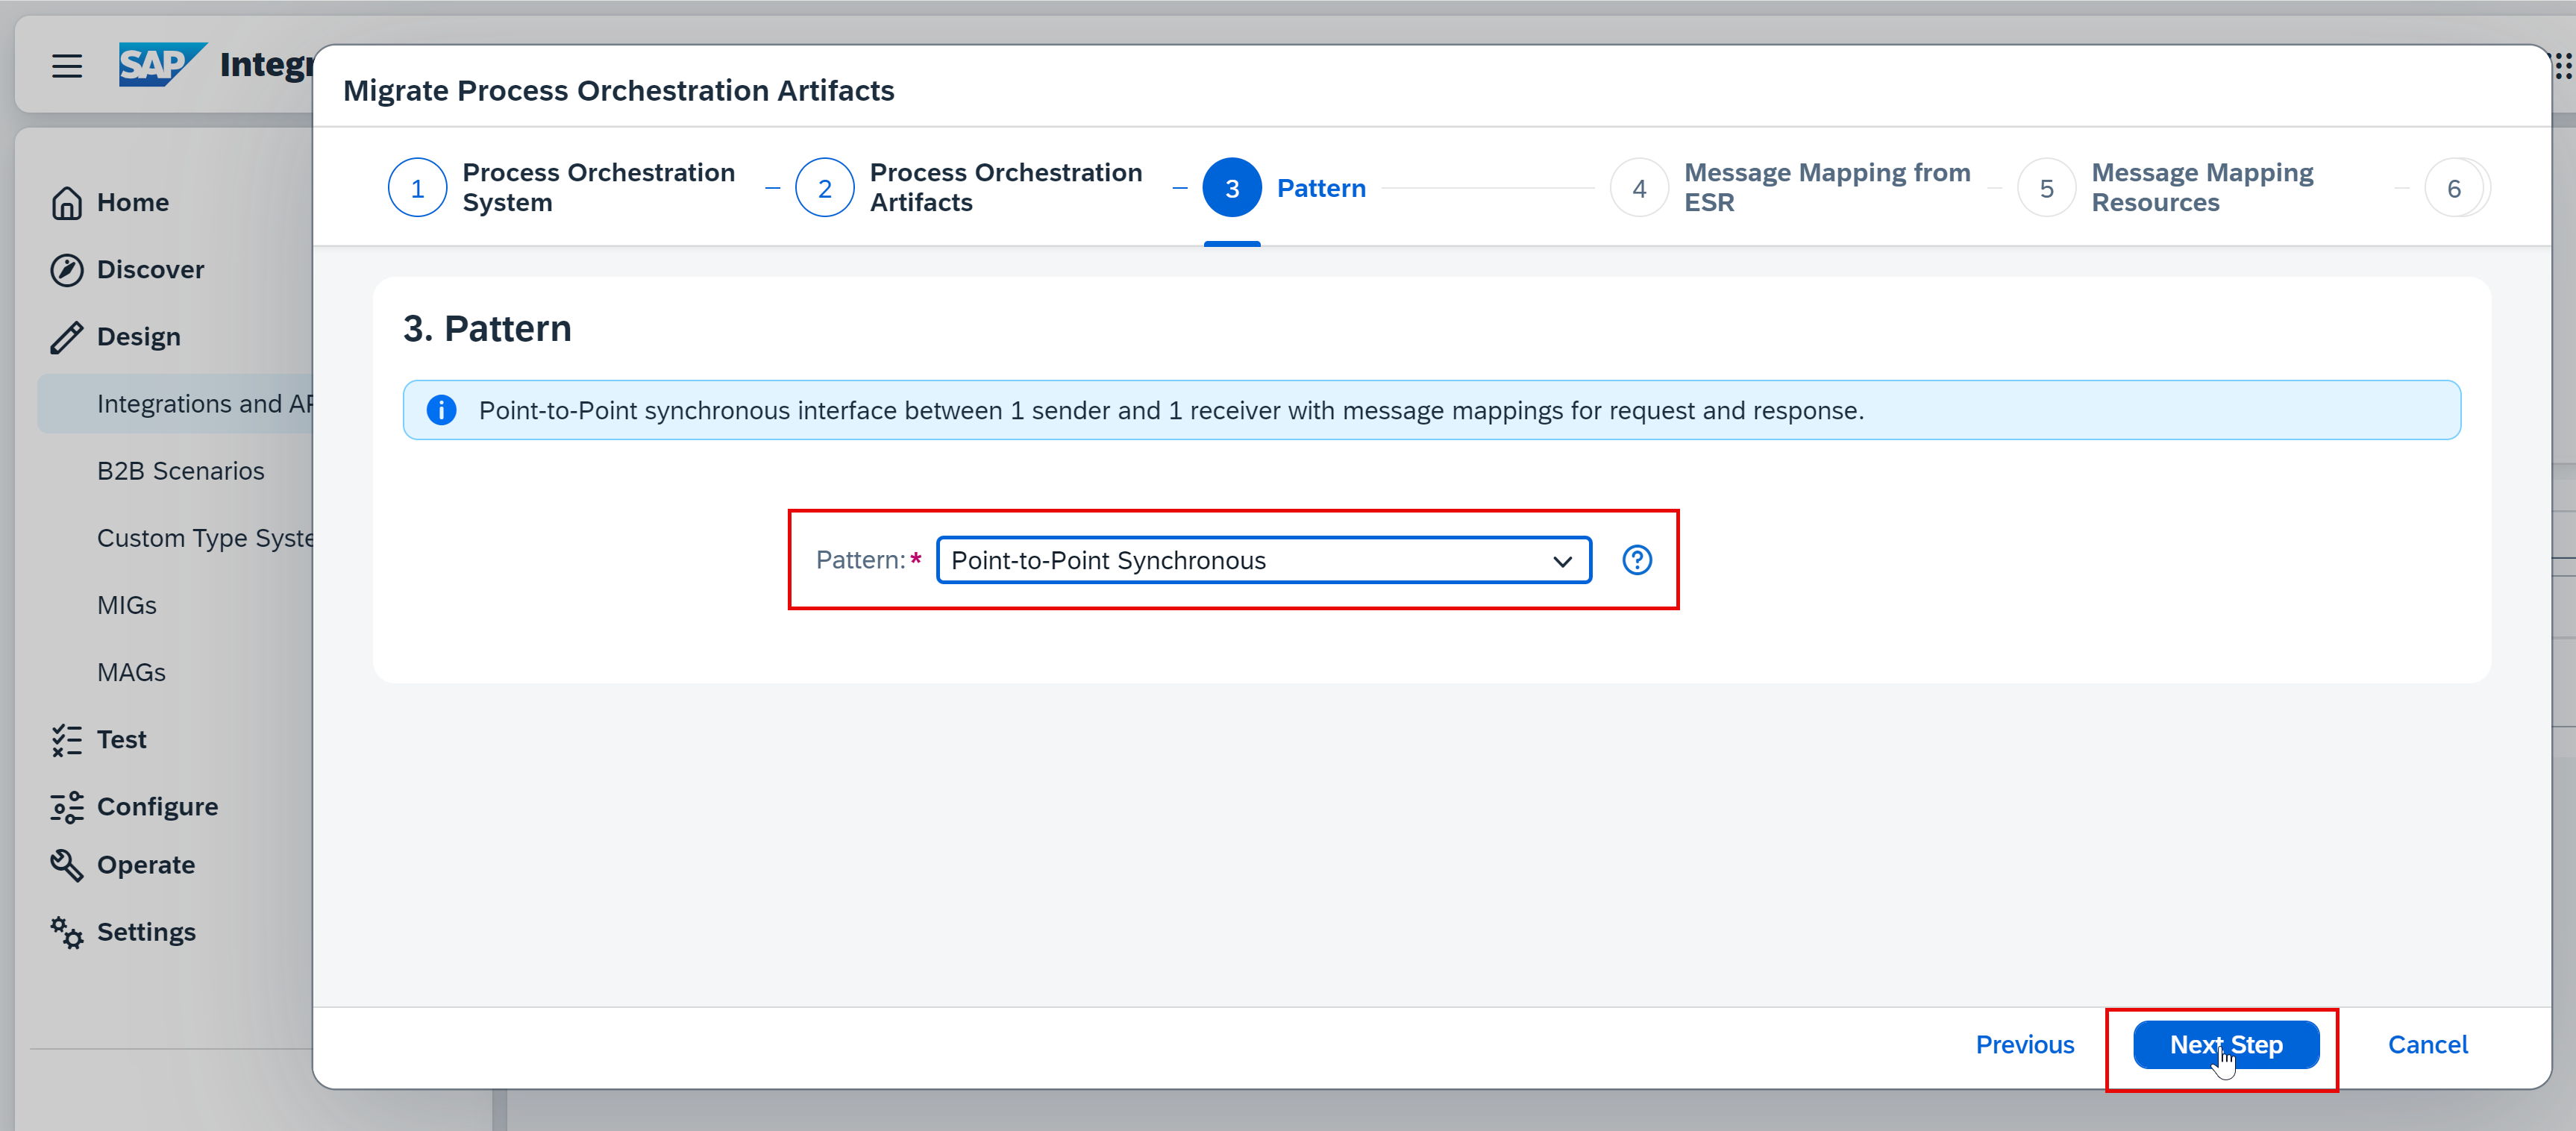 SAP Integr
Migrate Process Orchestration Artifacts
1 Process Orchestration
System
2 Process Orchestration
Artifacts
3 Pattern
4 Message Mapping from
ESR
5 Message Mapping
Resources
6
Home
Discover
Design
Integrations and AP
B2B Scenarios
Custom Type Syste
MIGs
MAGs
Test
Configure
Operate
Settings
3. Pattern
Point-to-Point synchronous interface between 1 sender and 1 receiver with message mappings for request and response.
Pattern:* Point-to-Point Synchronous
Previous Next Step Cancel